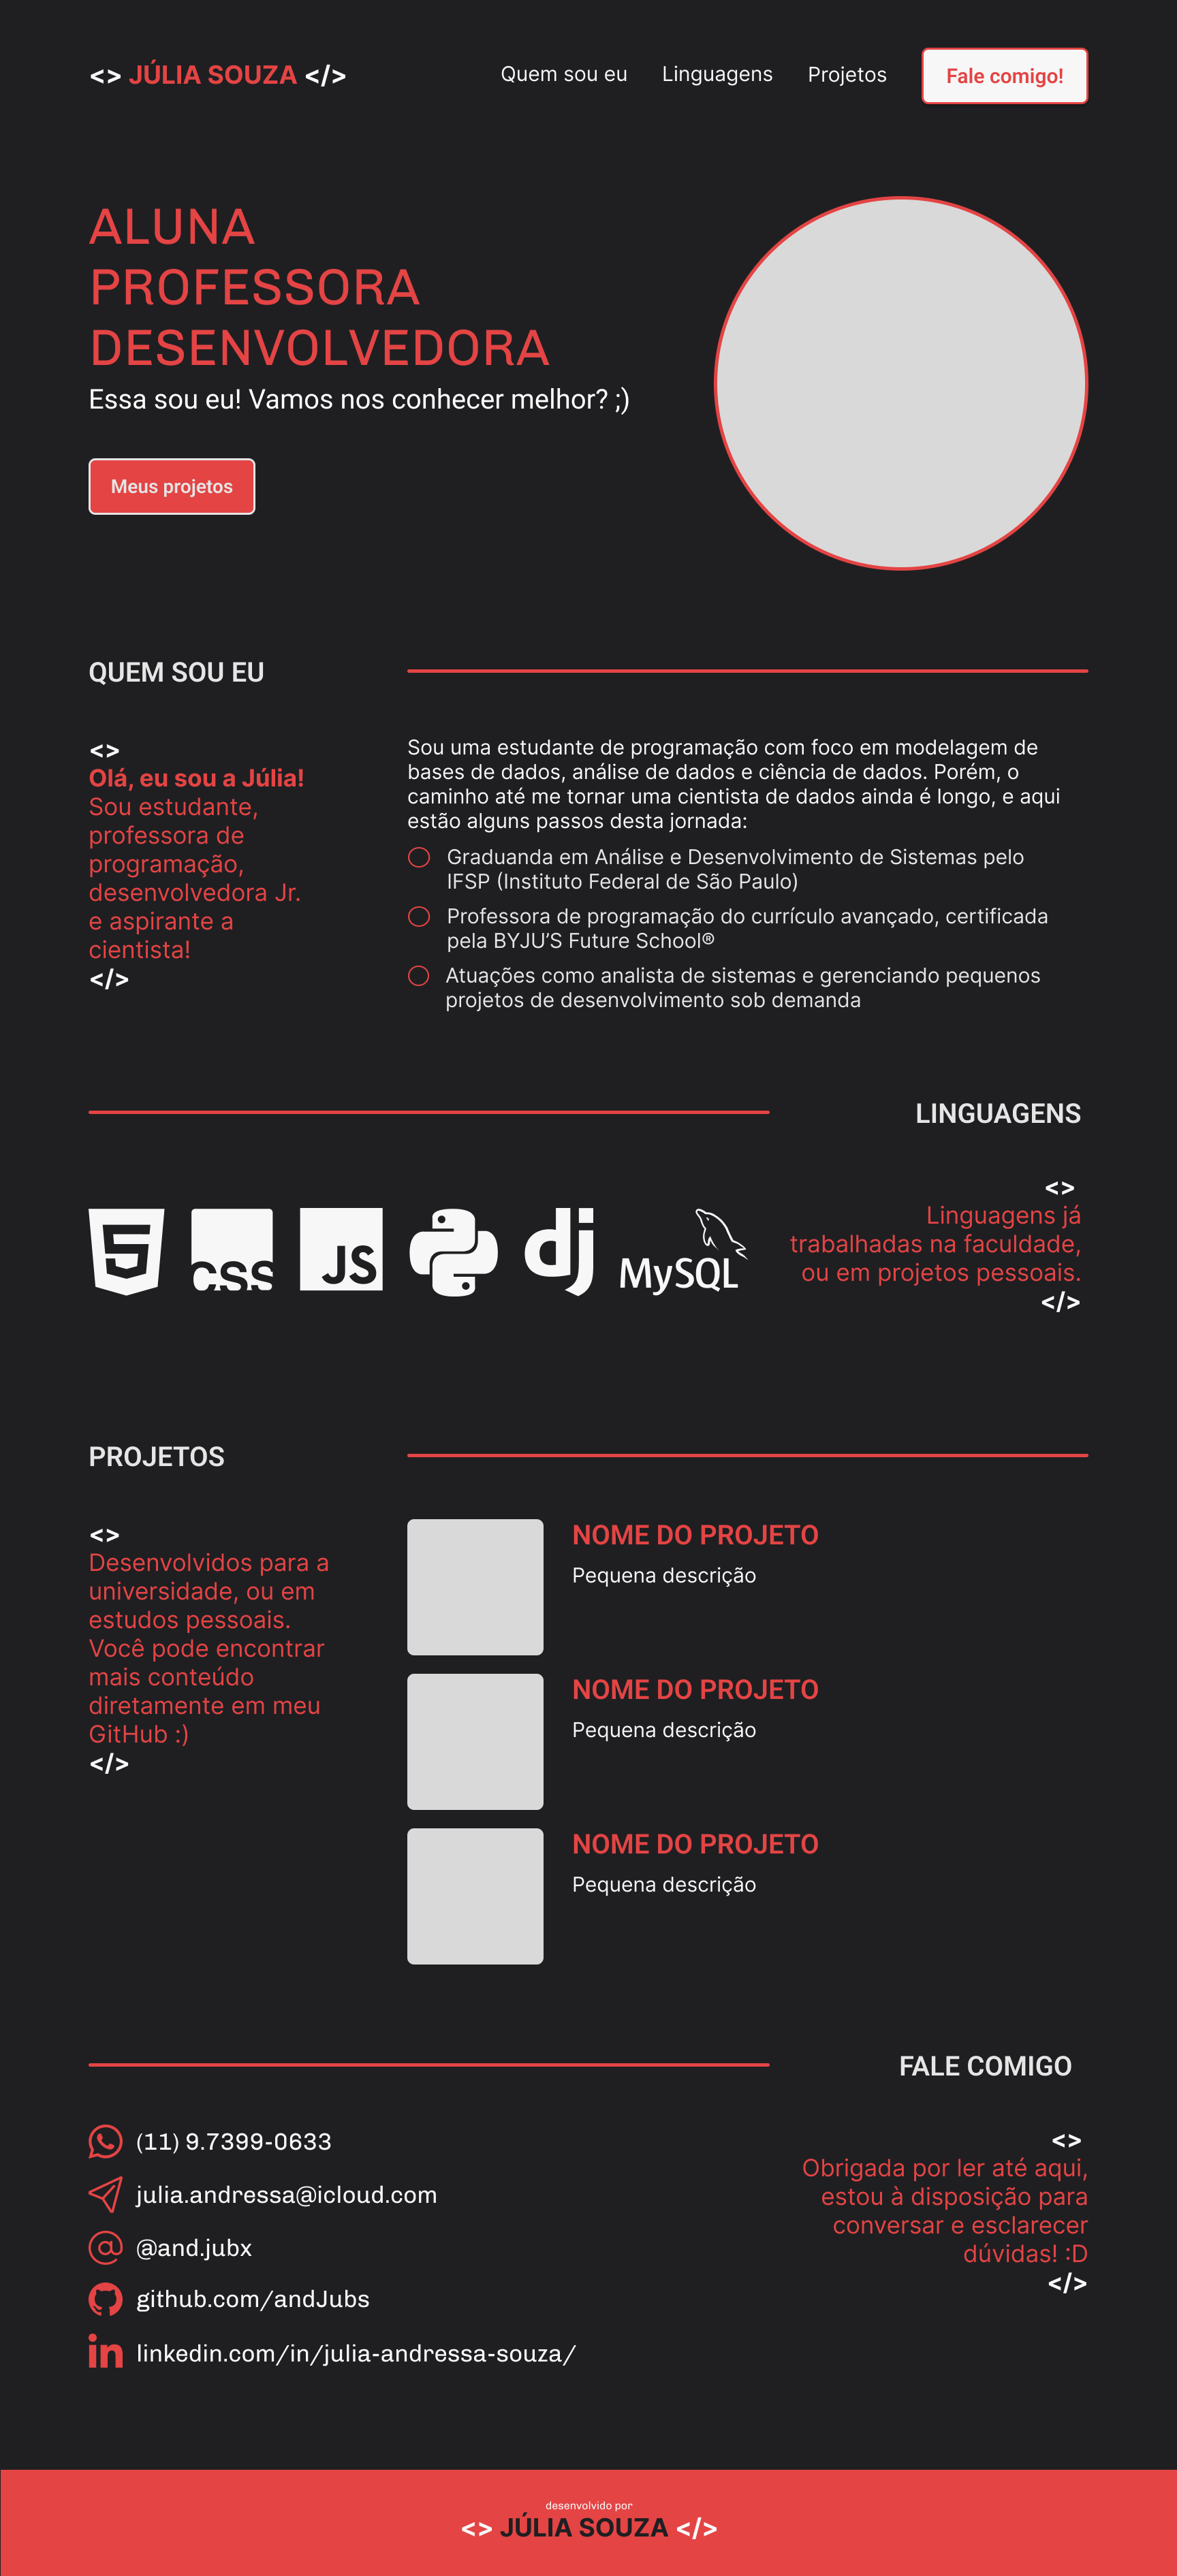 <> JÚLIA SOUZA </>
Quem sou eu
Linguagens
Projetos
Fale comigo!
ALUNA
PROFESSORA
DESENVOLVEDORA
Essa sou eu! Vamos nos conhecer melhor? ;)
Meus projetos
QUEM SOU EU
<>
Olá, eu sou a Júlia!
Sou estudante,
professora de
programação,
desenvolvedora Jr.
e aspirante a
cientista!
</>
Sou uma estudante de programação com foco em modelagem de
bases de dados, análise de dados e ciência de dados. Porém, o
caminho até me tornar uma cientista de dados ainda é longo, e aqui
estão alguns passos desta jornada:
Graduanda em Análise e Desenvolvimento de Sistemas pelo
IFSP (Instituto Federal de São Paulo)
Professora de programação do currículo avançado, certificada
pela BYJU’S Future School®
Atuações como analista de sistemas e gerenciando pequenos
projetos de desenvolvimento sob demanda
LINGUAGENS
5
CSS
JS
dj
MySQL
<>
Linguagens já
trabalhadas na faculdade,
ou em projetos pessoais.
</>
PROJETOS
<>
Desenvolvidos para a
universidade, ou em
estudos pessoais.
Você pode encontrar
mais conteúdo
diretamente em meu
GitHub :)
</>
NOME DO PROJETO
Pequena descrição
NOME DO PROJETO
Pequena descrição
NOME DO PROJETO
Pequena descrição
FALE COMIGO
(11) 9.7399-0633
julia.andressa@icloud.com
@and.jubx
github.com/andJubs
in linkedin.com/in/julia-andressa-souza/
<>
Obrigada por ler até aqui,
estou à disposição para
conversar e esclarecer
dúvidas! :D
</>
desenvolvido por
<> JÚLIA SOUZA </>